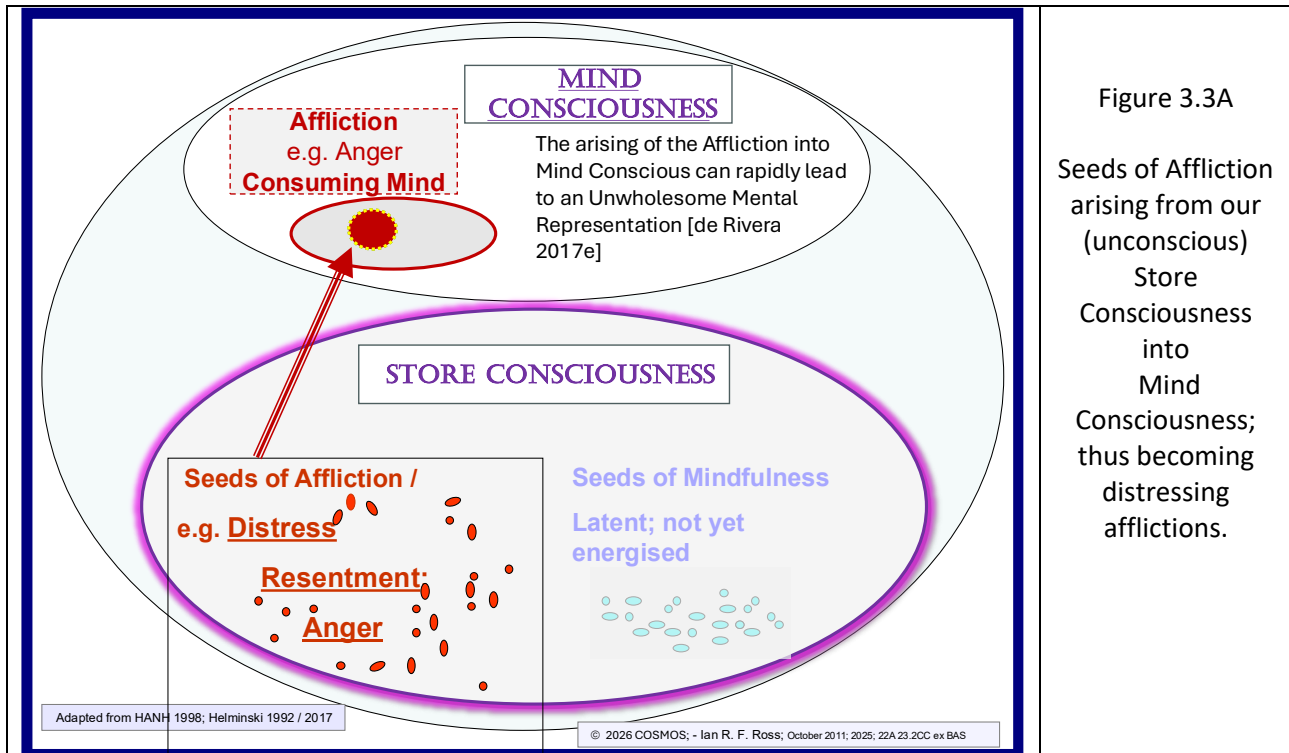 MIND
CONSCIOUSNESS
Affliction
e.g. Anger
Consuming Mind
The arising of the Affliction into
Mind Conscious can rapidly lead
to an Unwholesome Mental
Representation [de Rivera
2017e]
STORE CONSCIOUSNESS
Seeds of Affliction /
e.g. Distress
Resentment;
Anger
Seeds of Mindfulness
Latent; not yet
energised
Adapted from HANH 1998; Helminski 1992 / 2017
© 2026 COSMOS; - Ian R. F. Ross; October 2011; 2025; 22A 23.2CC ex BAS
Figure 3.3A
Seeds of Affliction
arising from our
(unconscious)
Store
Consciousness
into
Mind
Consciousness;
thus becoming
distressing
afflictions.